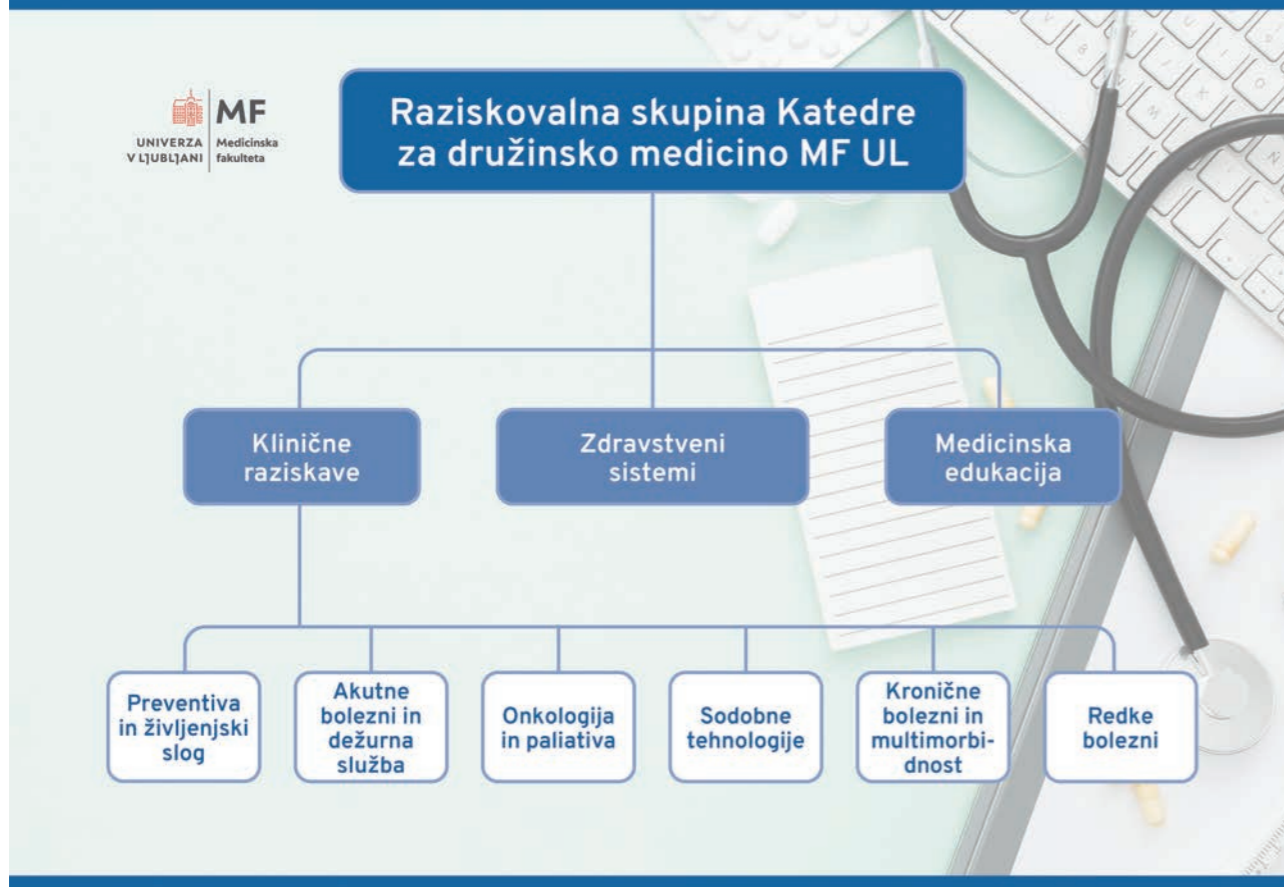 MF
UNIVERZA
V LJUBLJANI
Medicinska
fakulteta
Raziskovalna skupina Katedre
za družinsko medicino MF UL
Klinične
raziskave
Zdravstveni
sistemi
Medicinska
edukacija
Preventiva
in življenjski
slog
Akutne
bolezni in
dežurna
služba
Onkologija
in paliativa
Sodobne
tehnologije
Kronične
bolezni in
multimorbi-
dnost
Redke
bolezni